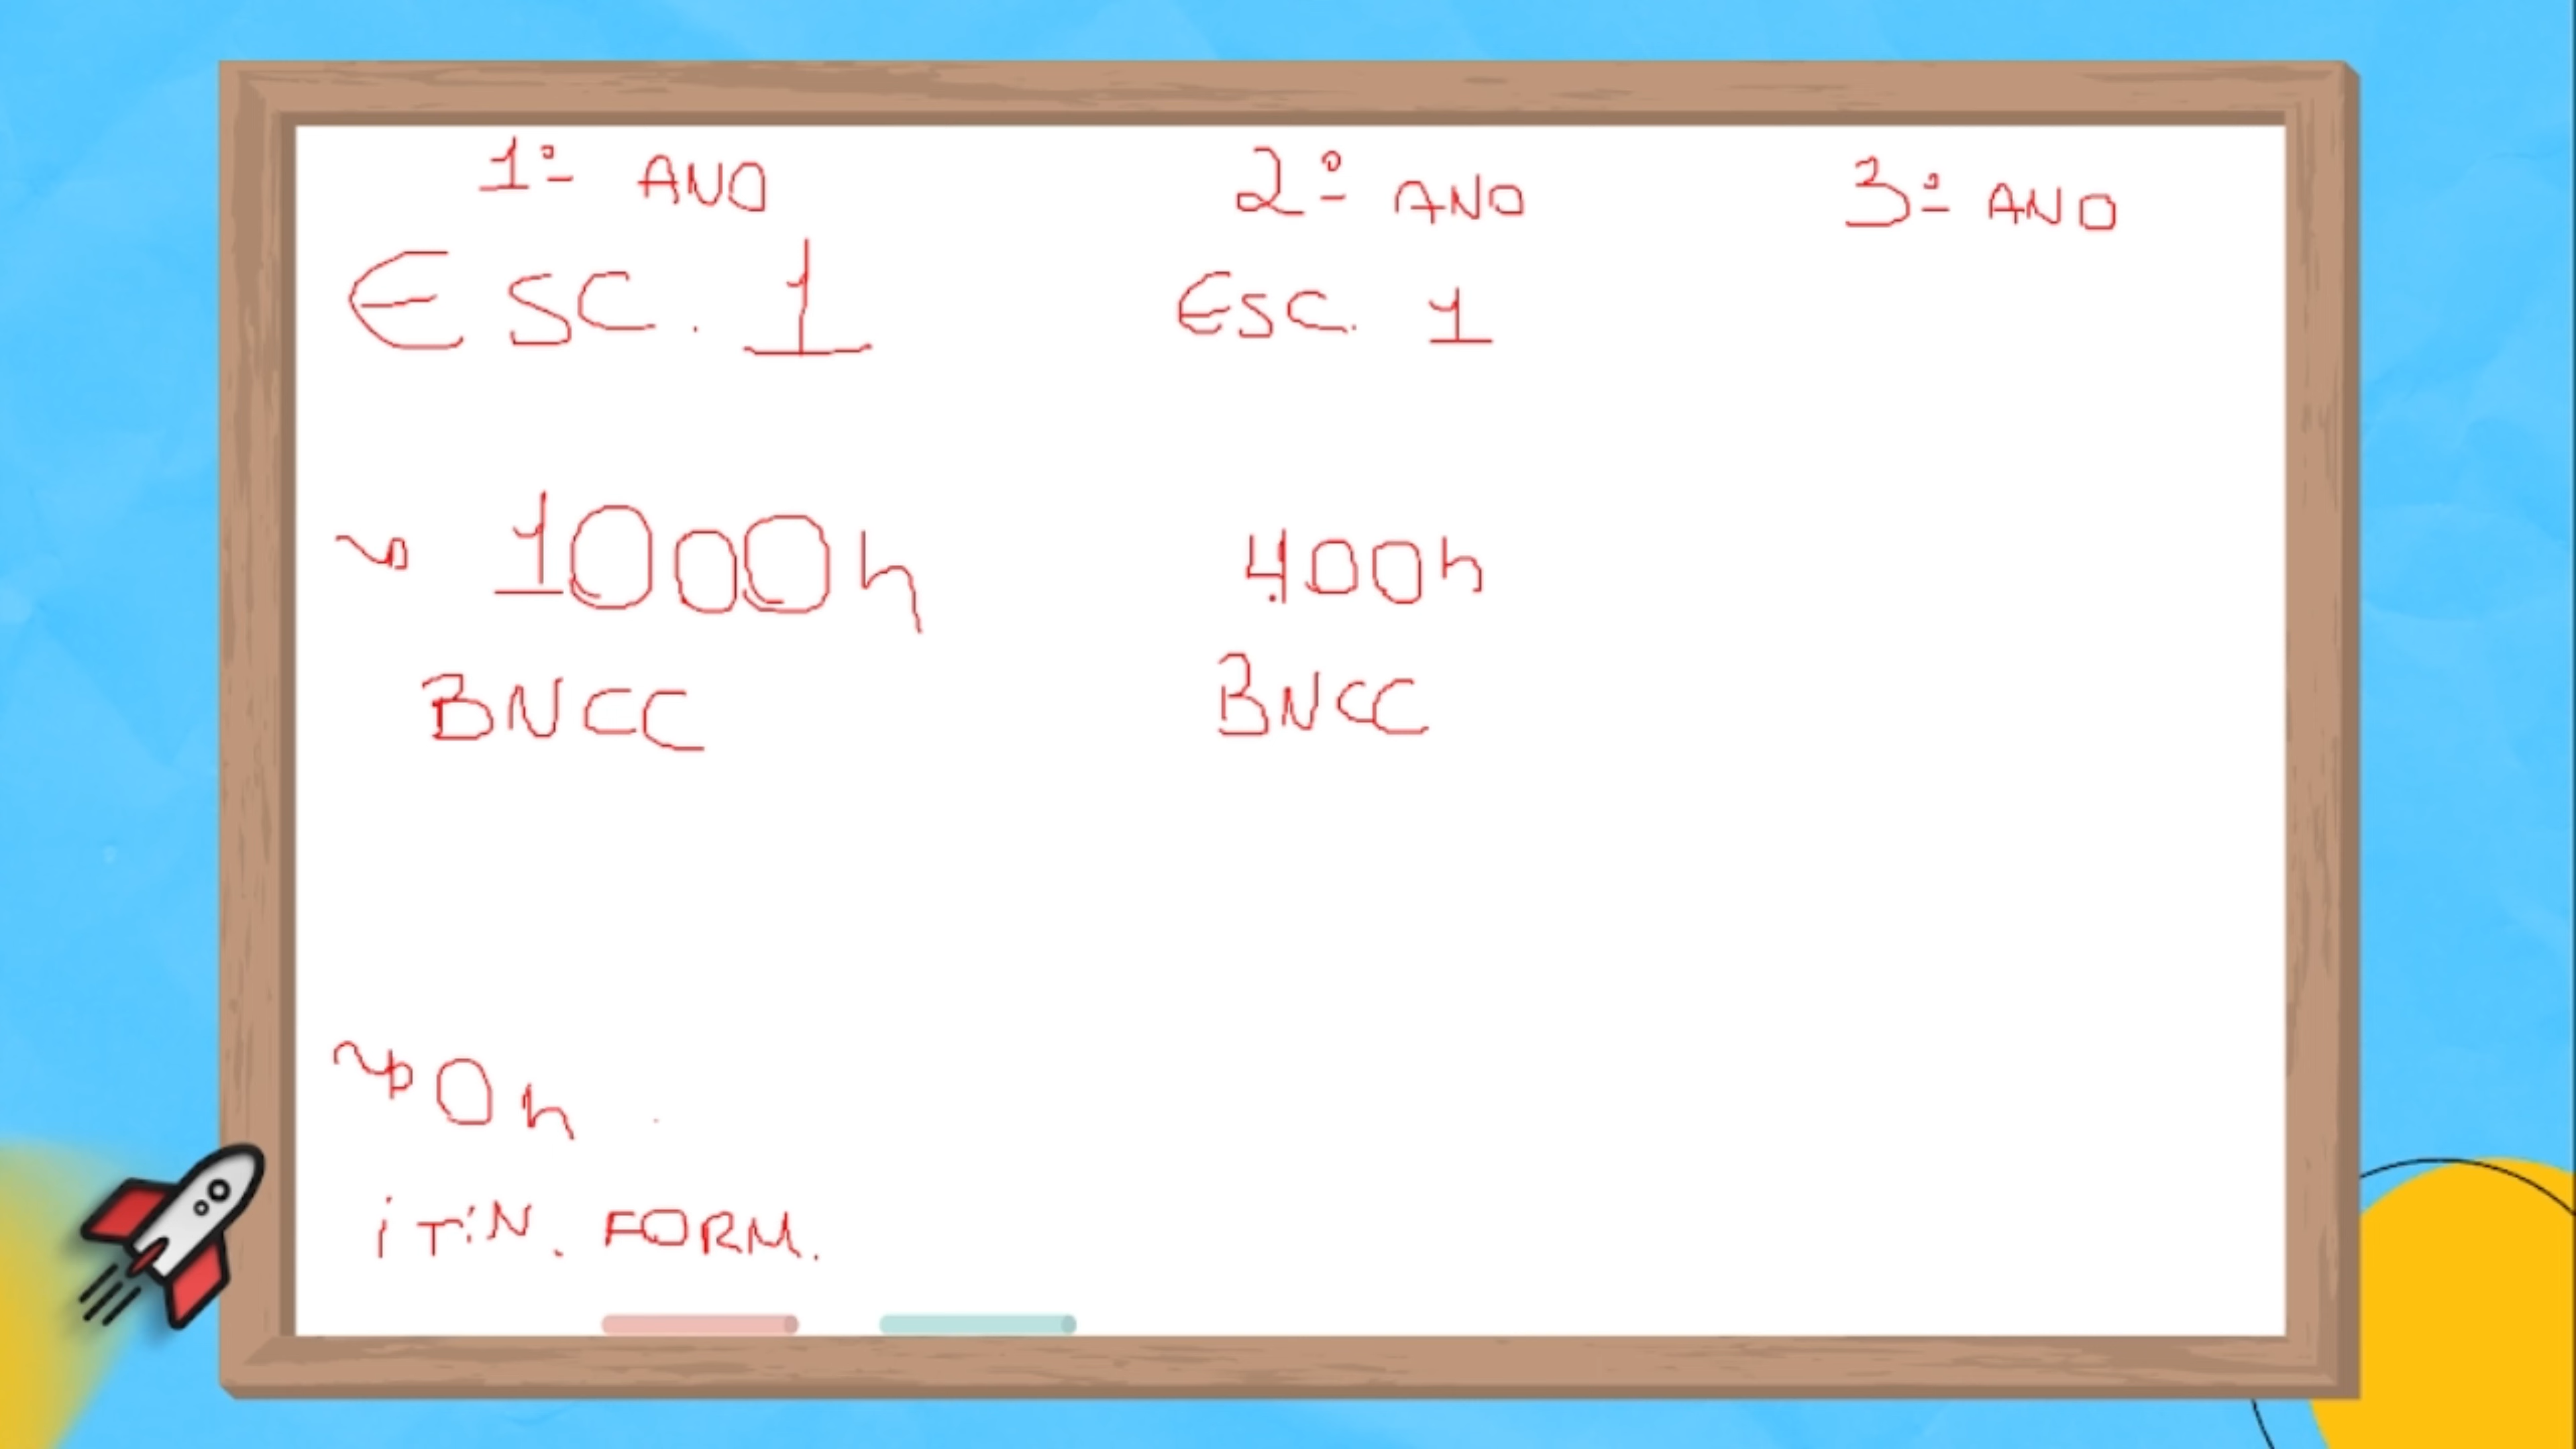 1º ANO 2º ANO 3º ANO
ESC. 1 ESC. 1
1000h 400h
BNCC BNCC
0h
iTiN. FORM.